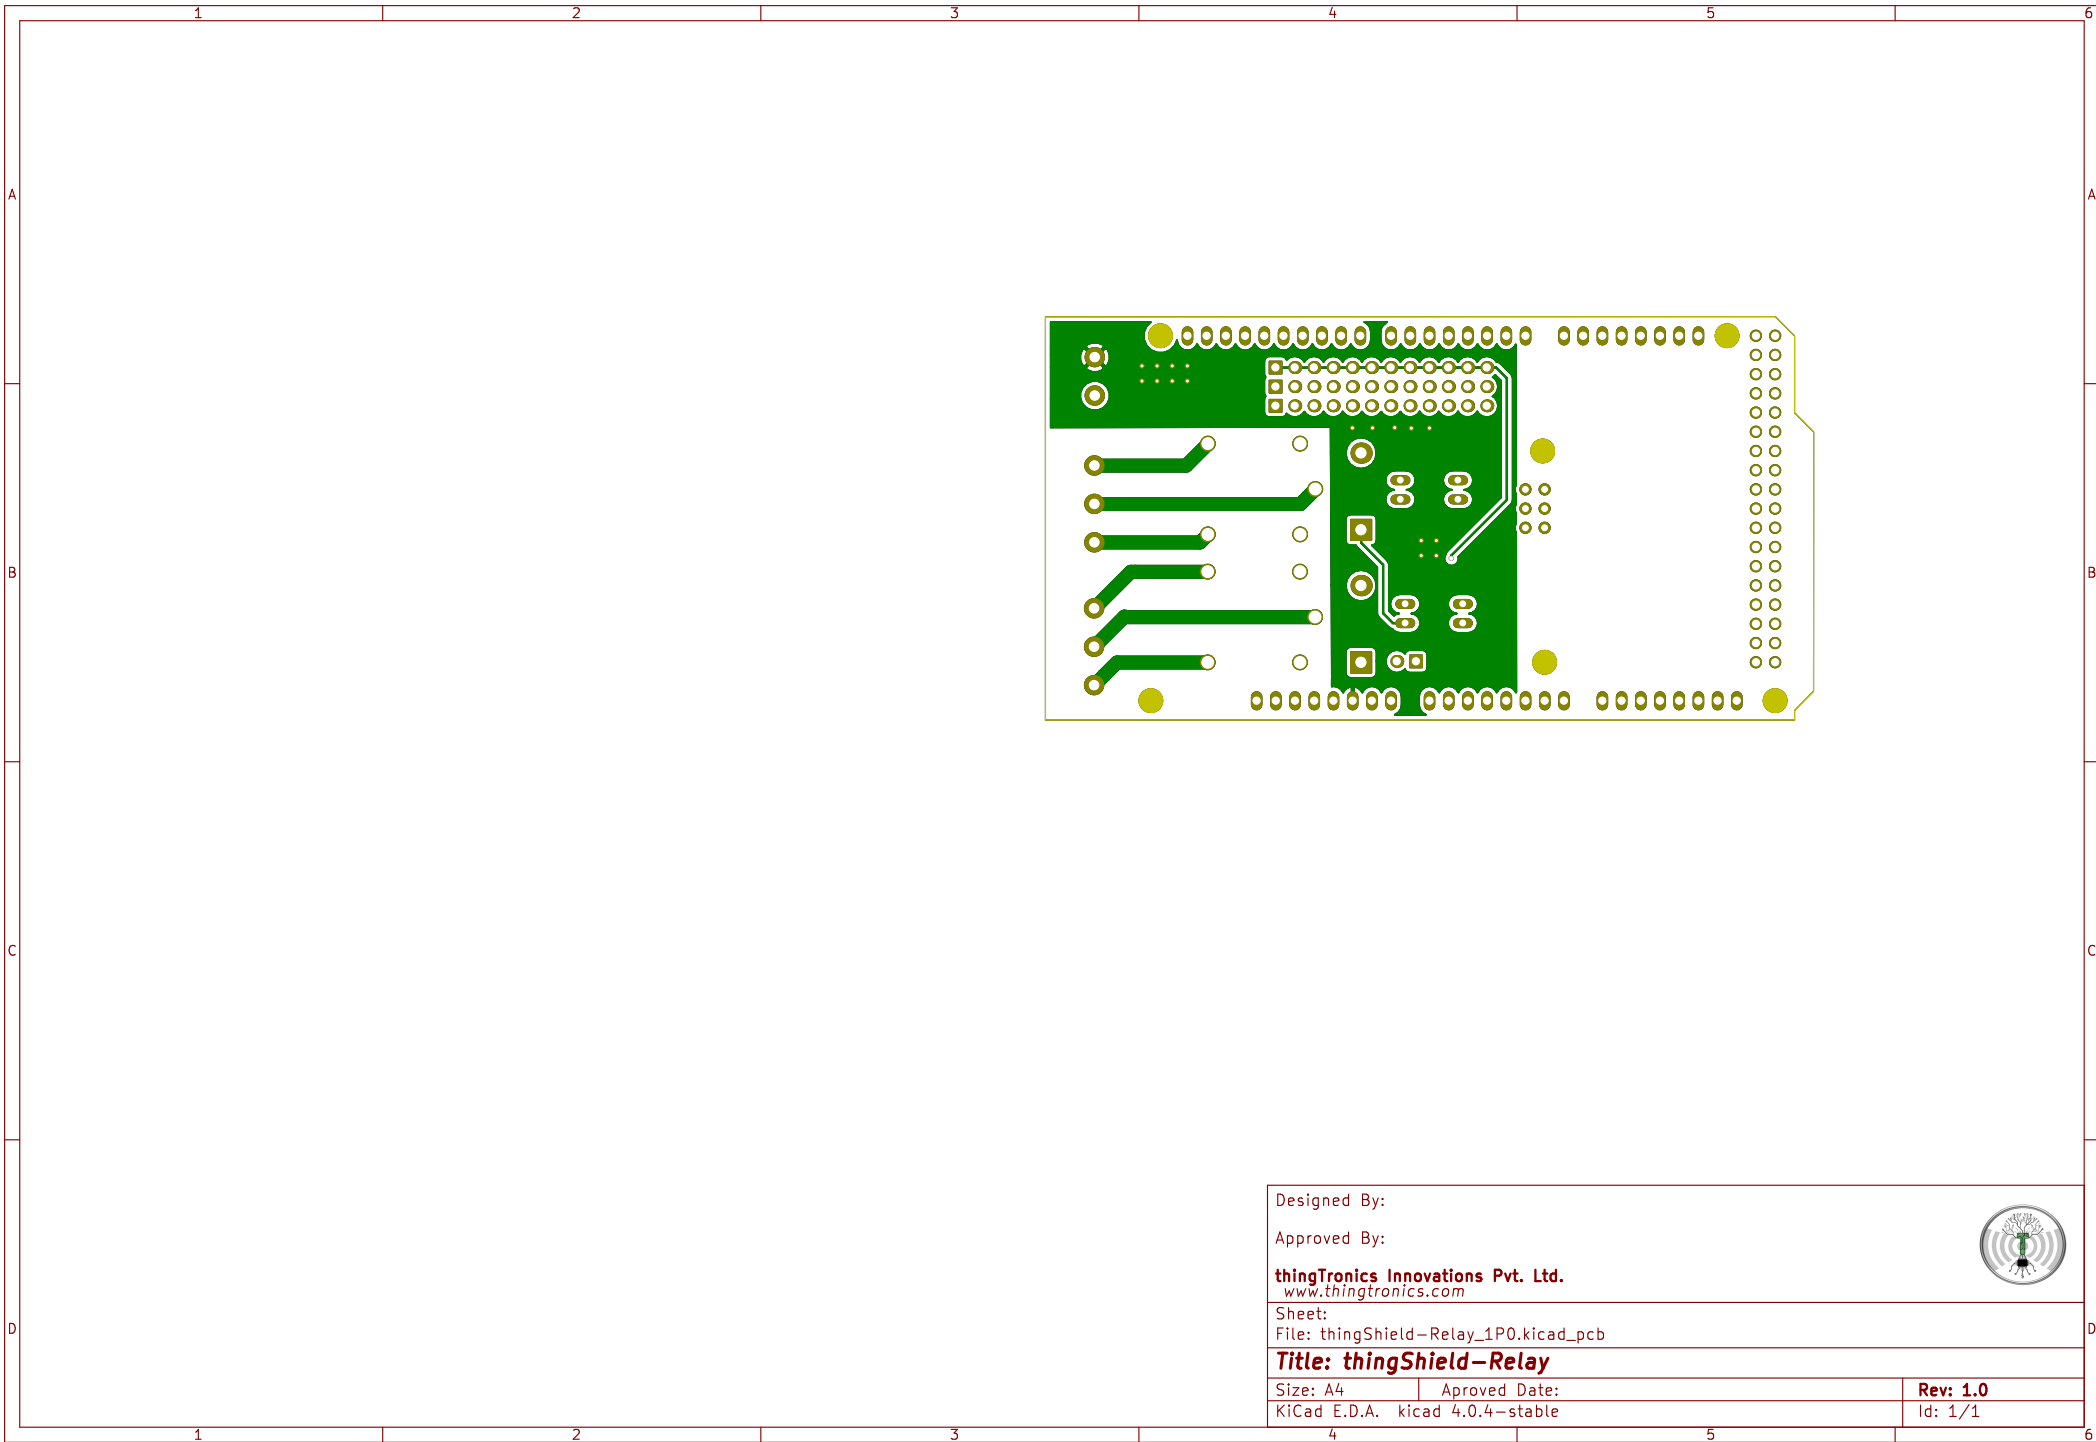 1 2 3 4 5 6
A A
B B
C C
D D
Designed By:
Approved By:
thingTronics Innovations Pvt. Ltd.
www.thingtronics.com
Sheet:
File: thingShield-Relay_1P0.kicad_pcb
Title: thingShield-Relay
Size: A4 Aproved Date: Rev: 1.0
KiCad E.D.A. kicad 4.0.4-stable Id: 1/1
1 2 3 4 5 6